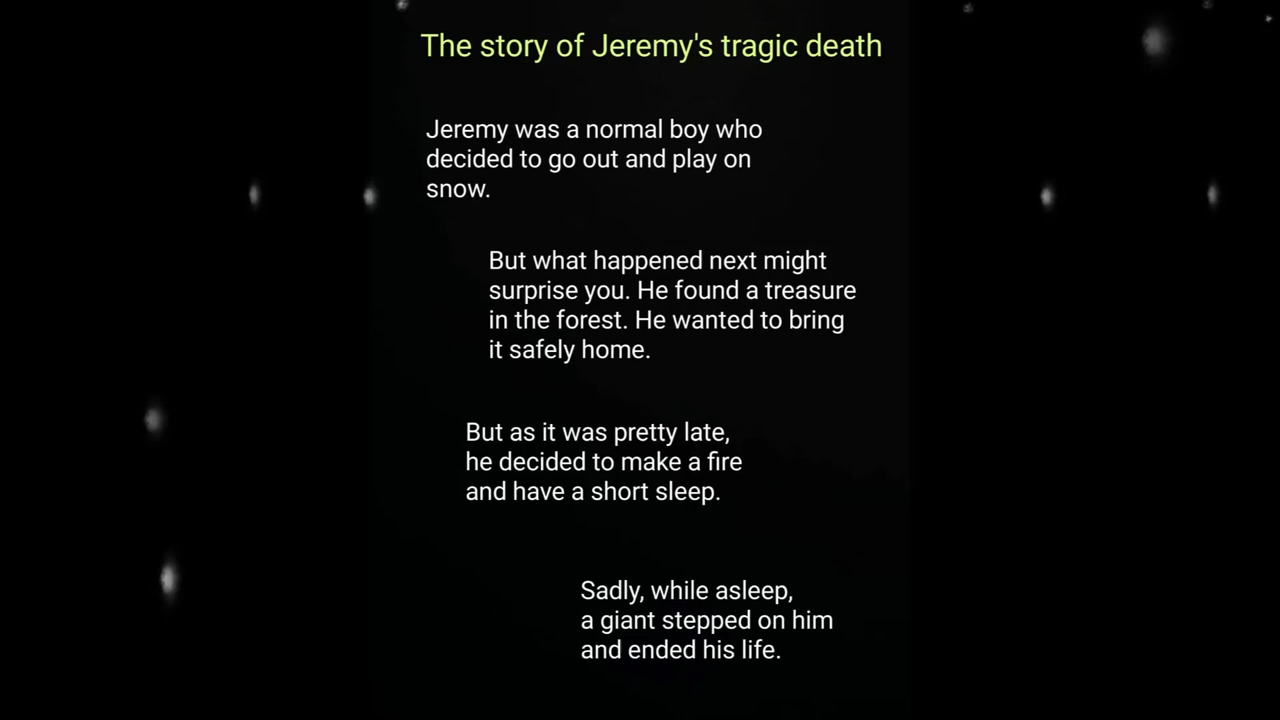 The story of Jeremy's tragic death
Jeremy was a normal boy who
decided to go out and play on
snow.
But what happened next might
surprise you. He found a treasure
in the forest. He wanted to bring
it safely home.
But as it was pretty late,
he decided to make a fire
and have a short sleep.
Sadly, while asleep,
a giant stepped on him
and ended his life.